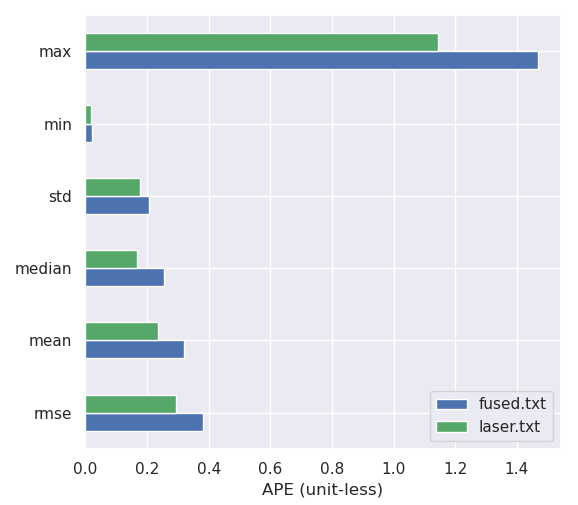 max
min
std
median
mean
rmse
fused.txt
laser.txt
0.0 0.2 0.4 0.6 0.8 1.0 1.2 1.4
APE (unit-less)